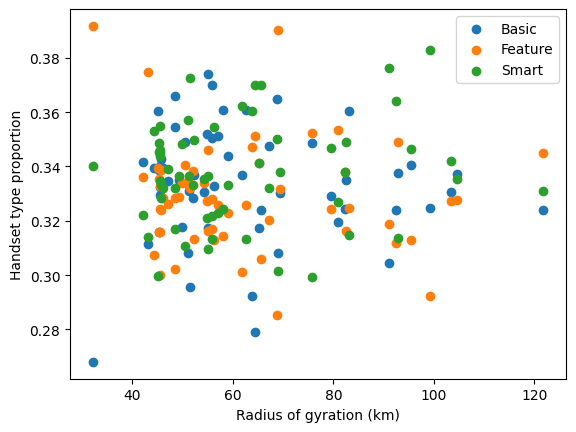 Basic
Feature
Smart
0.38
0.36
0.34
0.32
0.30
0.28
Handset type proportion
40 60 80 100 120
Radius of gyration (km)